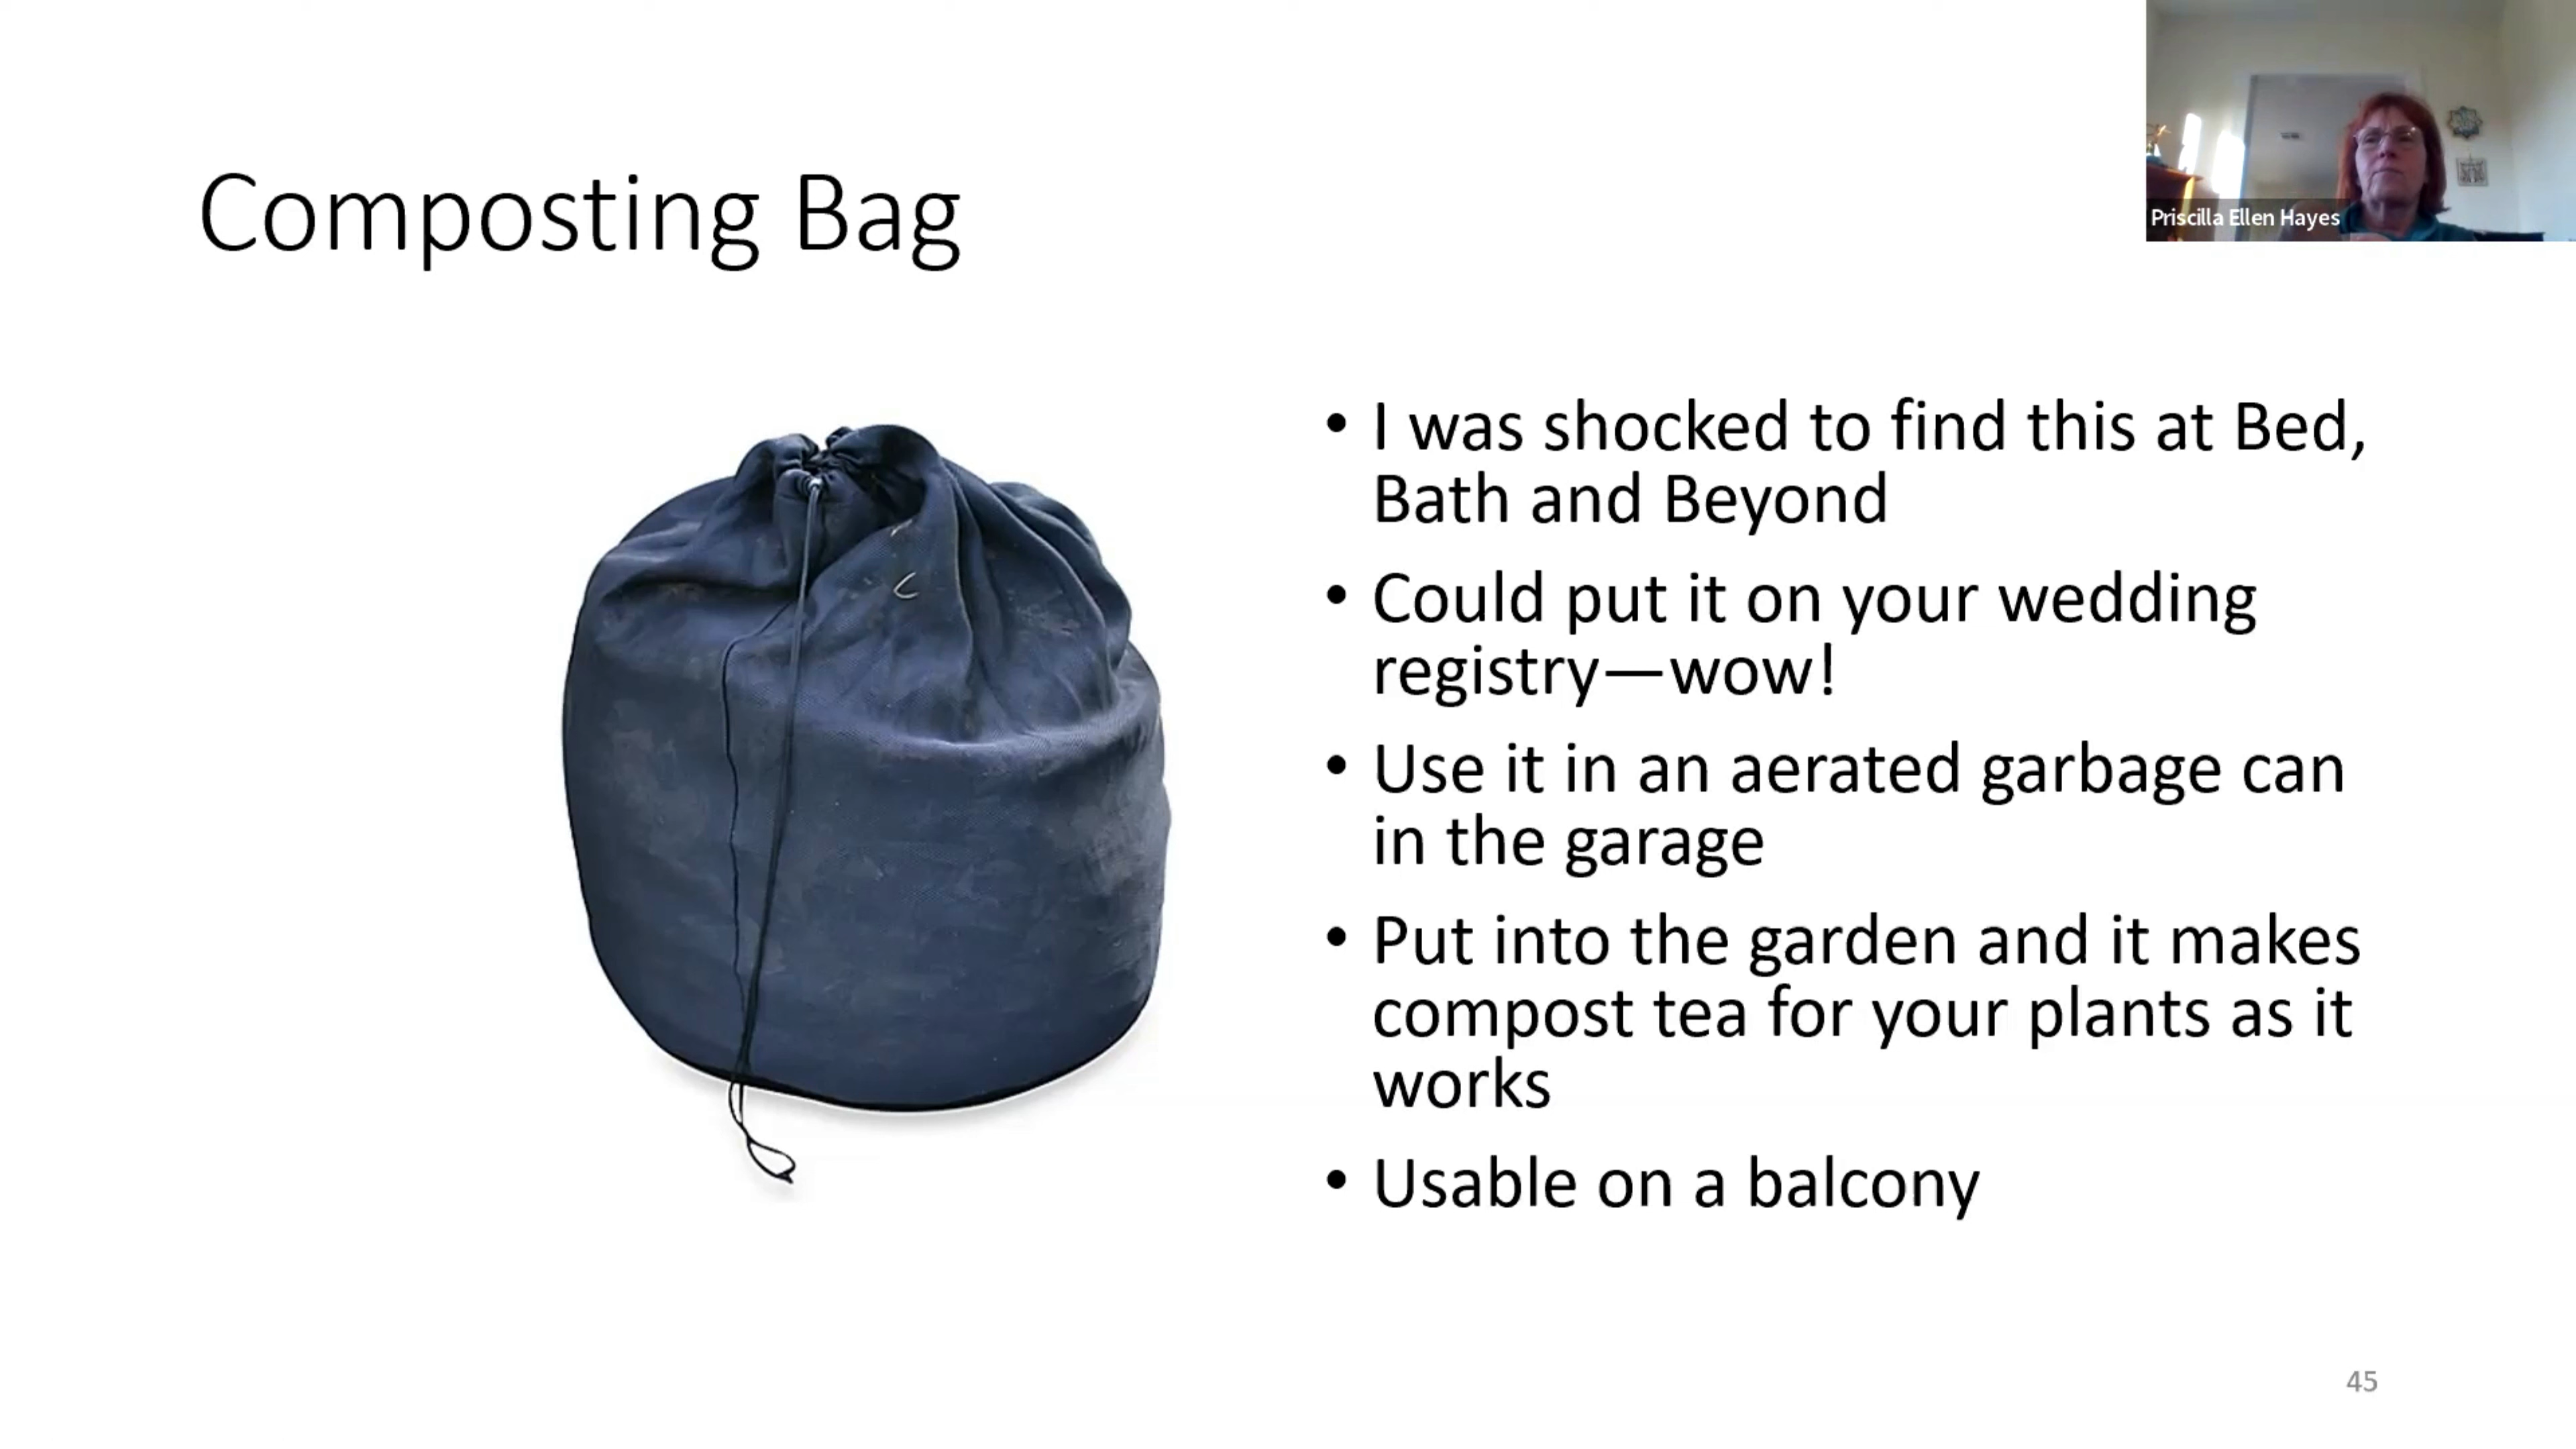 Priscilla Ellen Hayes
Composting Bag
• I was shocked to find this at Bed,
Bath and Beyond
• Could put it on your wedding
registry—wow!
• Use it in an aerated garbage can
in the garage
• Put into the garden and it makes
compost tea for your plants as it
works
• Usable on a balcony
45